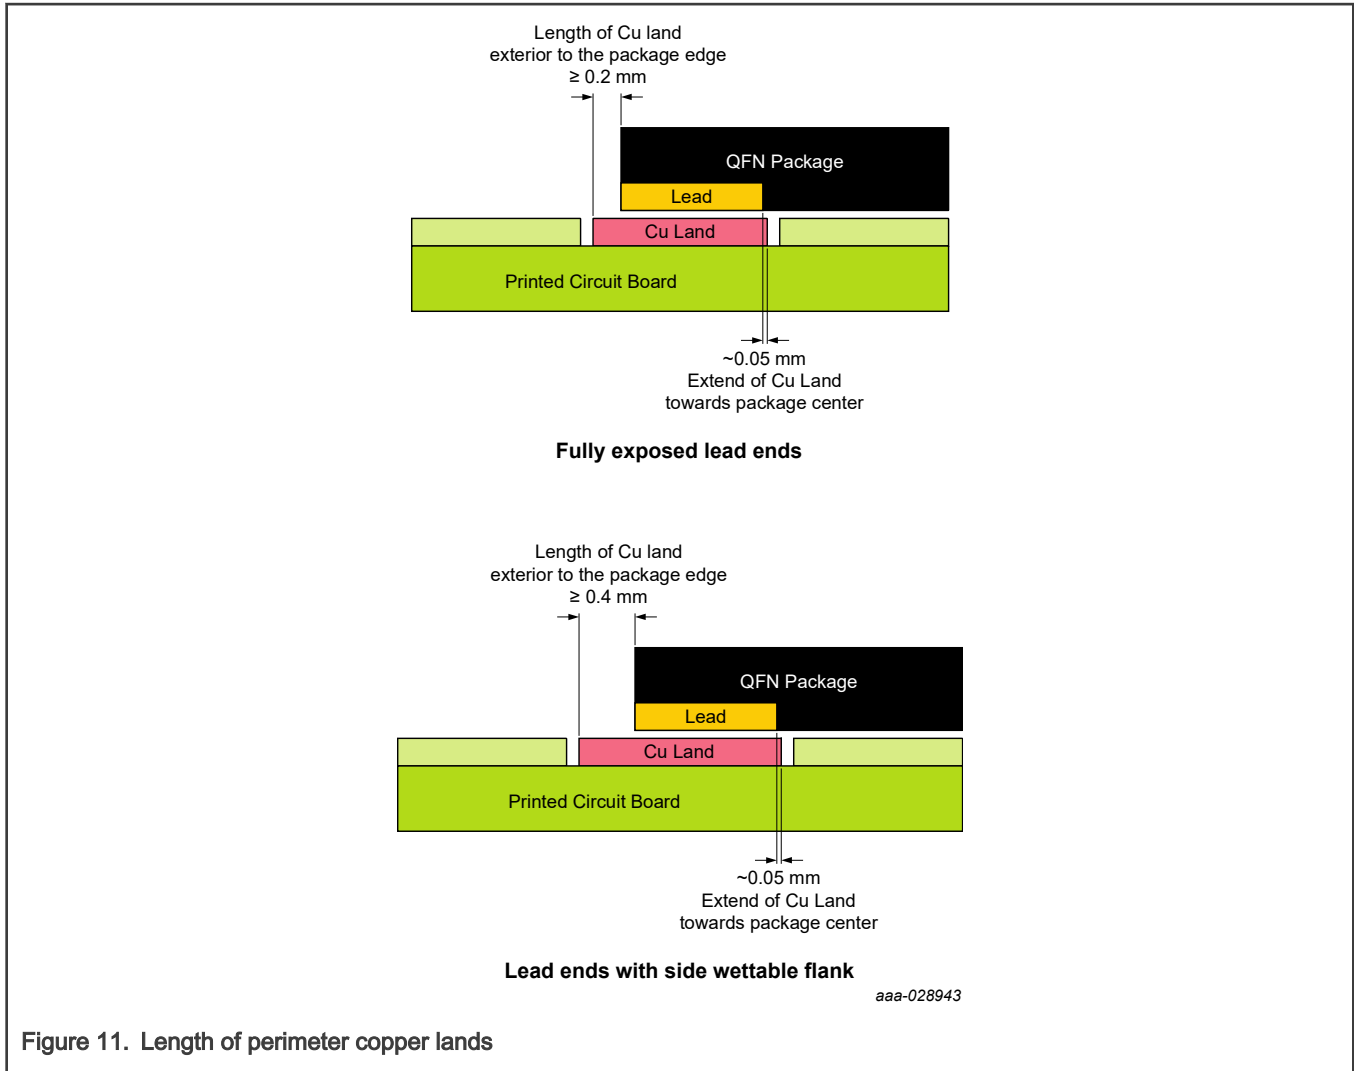 Length of Cu land
exterior to the package edge
≥ 0.2 mm
QFN Package
Lead
Cu Land
Printed Circuit Board
~0.05 mm
Extend of Cu Land
towards package center
Fully exposed lead ends
Length of Cu land
exterior to the package edge
≥ 0.4 mm
QFN Package
Lead
Cu Land
Printed Circuit Board
~0.05 mm
Extend of Cu Land
towards package center
Lead ends with side wettable flank
aaa-028943
Figure 11. Length of perimeter copper lands